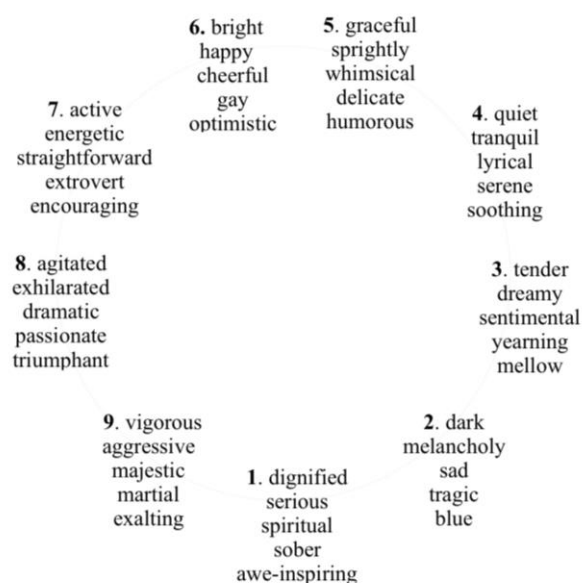 6. bright
happy
cheerful
gay
optimistic
5. graceful
sprightly
whimsical
delicate
humorous
7. active
energetic
straightforward
extrovert
encouraging
4. quiet
tranquil
lyrical
serene
soothing
8. agitated
exhilarated
dramatic
passionate
triumphant
3. tender
dreamy
sentimental
yearning
mellow
9. vigorous
aggressive
majestic
martial
exalting
2. dark
melancholy
sad
tragic
blue
1. dignified
serious
spiritual
sober
awe-inspiring